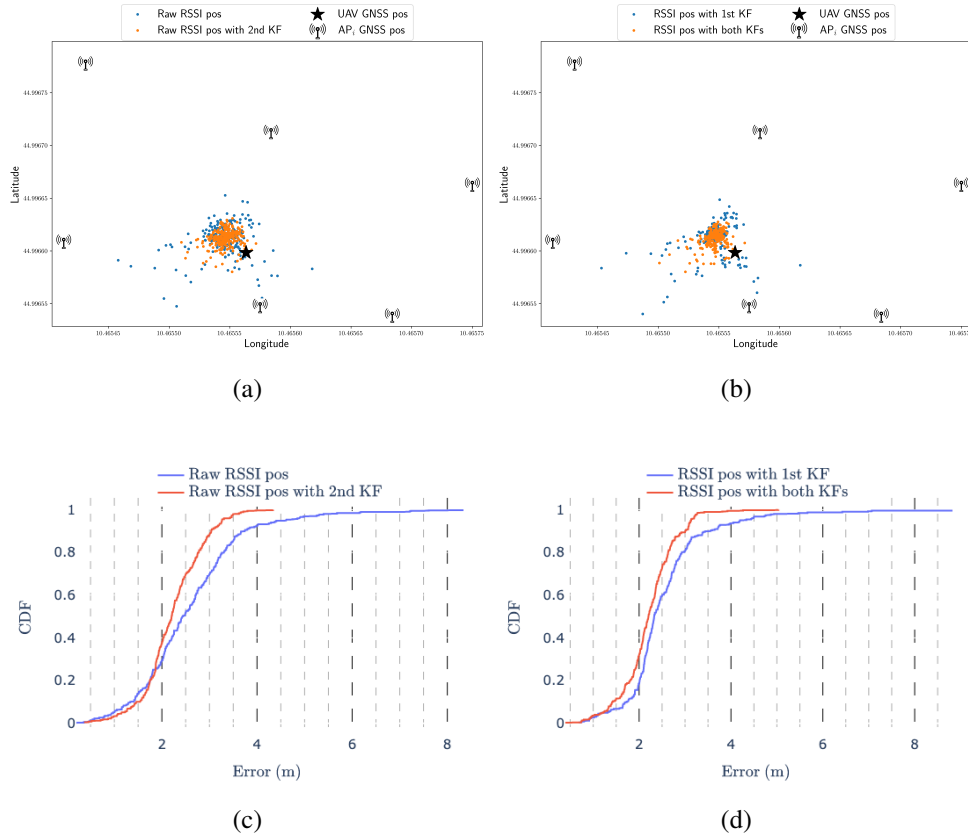 Raw RSSI pos
Raw RSSI pos with 2nd KF
UAV GNSS pos
APi GNSS pos
44.99675
44.99670
44.99665
44.99660
44.99655
Latitude
10.46545
10.46550
10.46555
10.46560
10.46565
10.46570
10.46575
Longitude
(a)
RSSI pos with 1st KF
RSSI pos with both KFs
UAV GNSS pos
APi GNSS pos
44.99675
44.99670
44.99665
44.99660
44.99655
Latitude
10.46545
10.46550
10.46555
10.46560
10.46565
10.46570
10.46575
Longitude
(b)
Raw RSSI pos
Raw RSSI pos with 2nd KF
1
0.8
0.6
0.4
0.2
0
CDF
2
4
6
8
Error (m)
(c)
RSSI pos with 1st KF
RSSI pos with both KFs
1
0.8
0.6
0.4
0.2
0
CDF
2
4
6
8
Error (m)
(d)